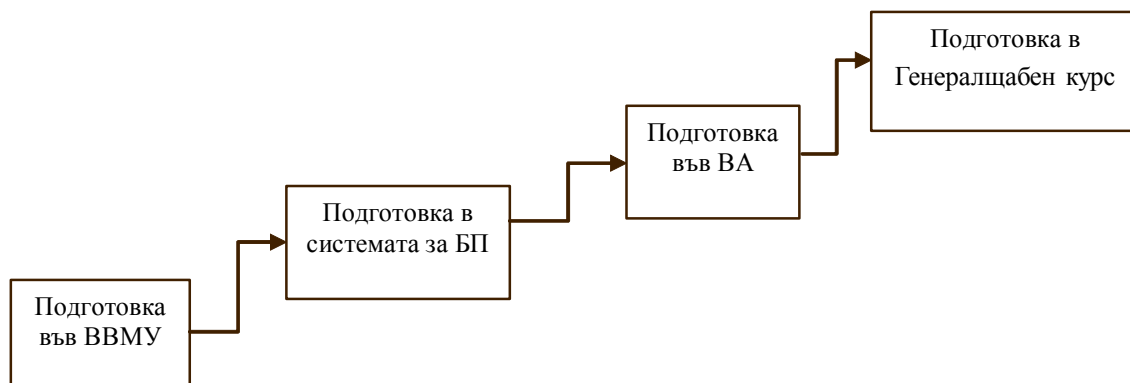 Подготовка в
Генералщабен курс
Подготовка
във ВА
Подготовка в
системата за БП
Подготовка
във ВВМУ